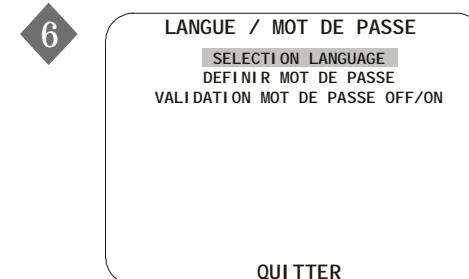 6
LANGUE / MOT DE PASSE
SELECTION LANGUAGE
DEFINIR MOT DE PASSE
VALIDATION MOT DE PASSE OFF/ON
QUITTER